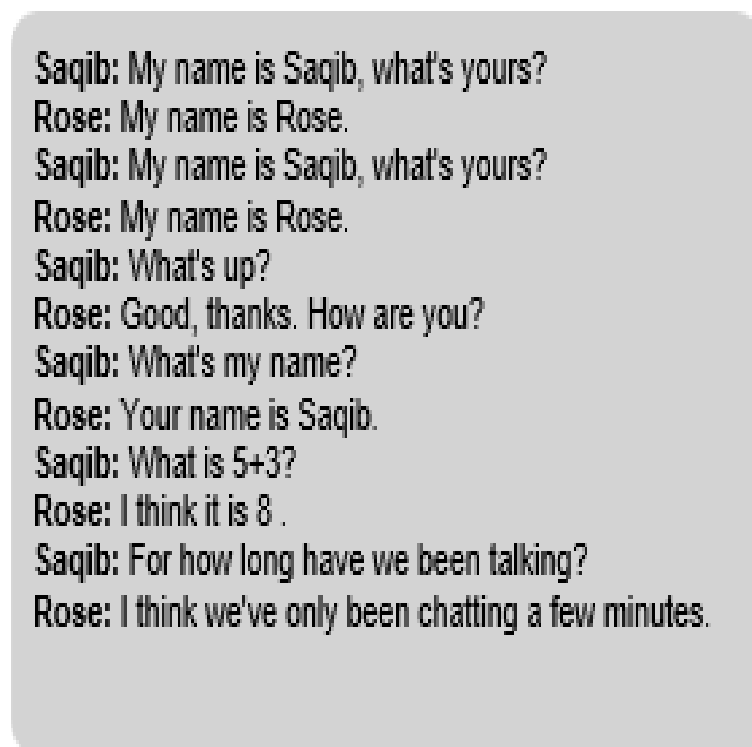 Saqib: My name is Saqib, what's yours?
Rose: My name is Rose.
Saqib: My name is Saqib, what's yours?
Rose: My name is Rose.
Saqib: What's up?
Rose: Good, thanks. How are you?
Saqib: What's my name?
Rose: Your name is Saqib.
Saqib: What is 5+3?
Rose: I think it is 8 .
Saqib: For how long have we been talking?
Rose: I think we've only been chatting a few minutes.